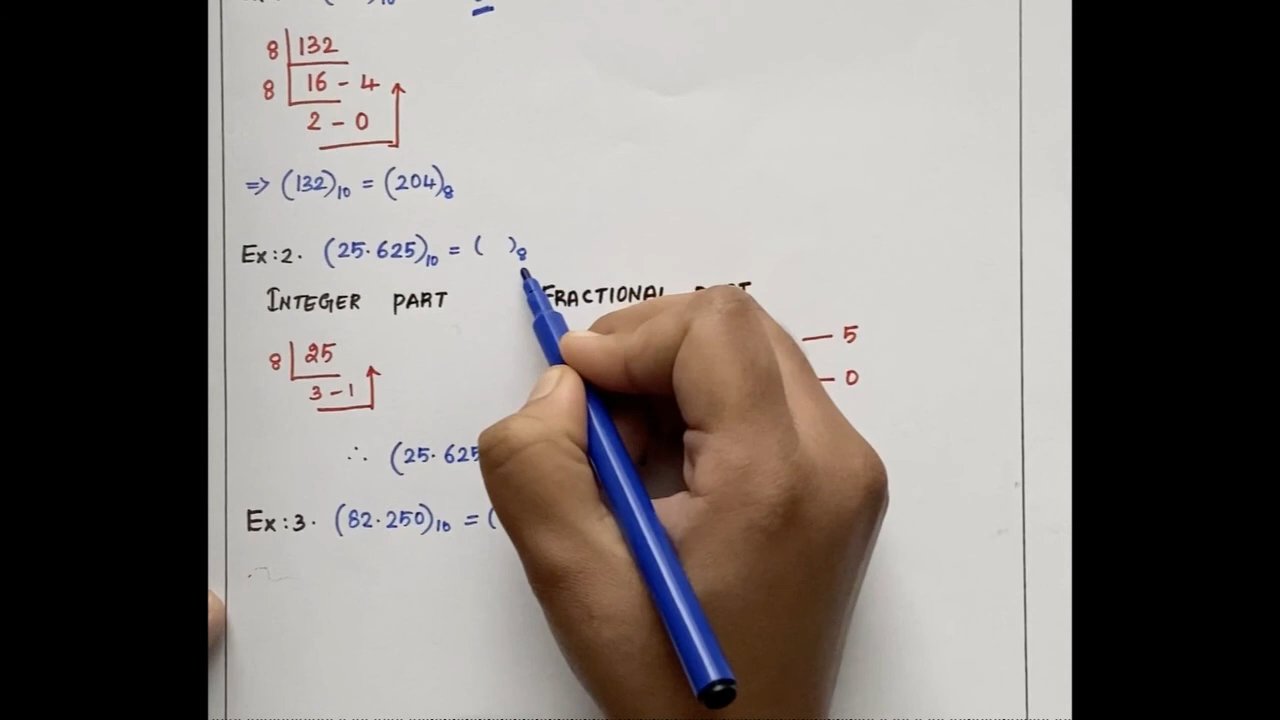 8 132
8 16 - 4
2 - 0
=> (132)10 = (204)8
Ex:2. (25.625)10 = ( )8
INTEGER PART FRACTIONAL
— 5
8 25
— 0
3 - 1
∴ (25.625
Ex:3. (82.250)10 = (